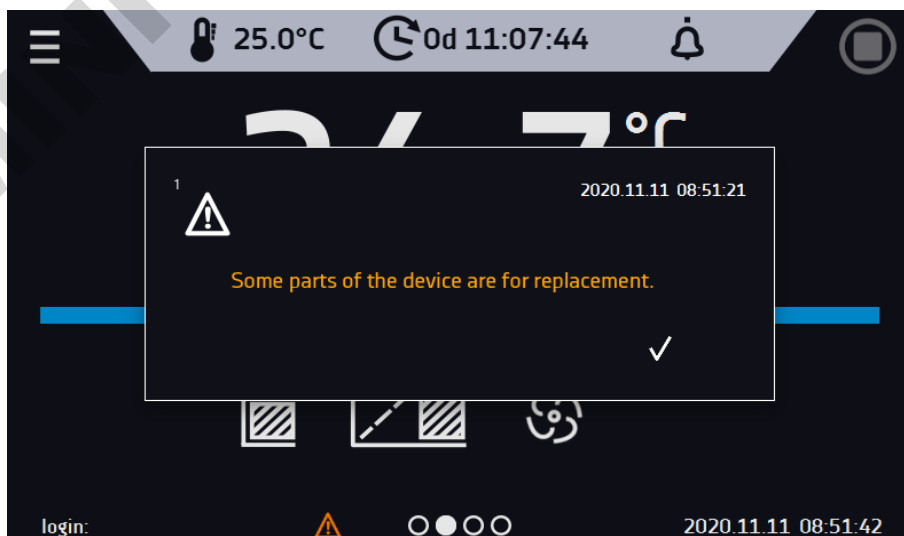 25.0°C
0d 11:07:44
°C
1
2020.11.11 08:51:21
Some parts of the device are for replacement.
login:
2020.11.11 08:51:42